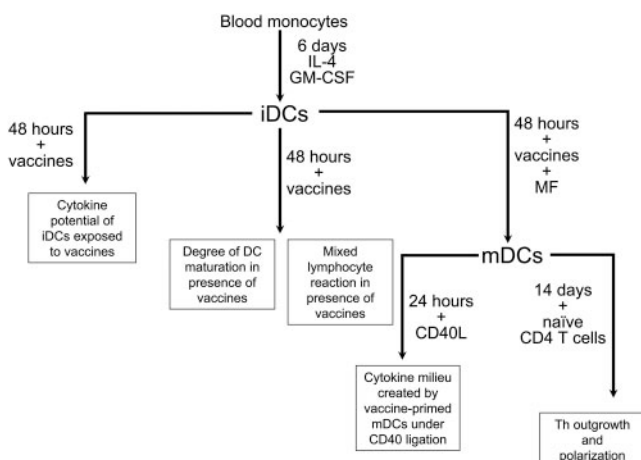 Blood monocytes
6 days
IL-4
GM-CSF
iDCs
48 hours
+
vaccines
48 hours
+
vaccines
48 hours
+
vaccines
+
MF
Cytokine
potential of
iDCs exposed
to vaccines
Degree of DC
maturation in
presence of
vaccines
Mixed
lymphocyte
reaction in
presence of
vaccines
mDCs
24 hours
+
CD40L
14 days
+
naïve
CD4 T cells
Cytokine milieu
created by
vaccine-primed
mDCs under
CD40 ligation
Th outgrowth
and
polarization